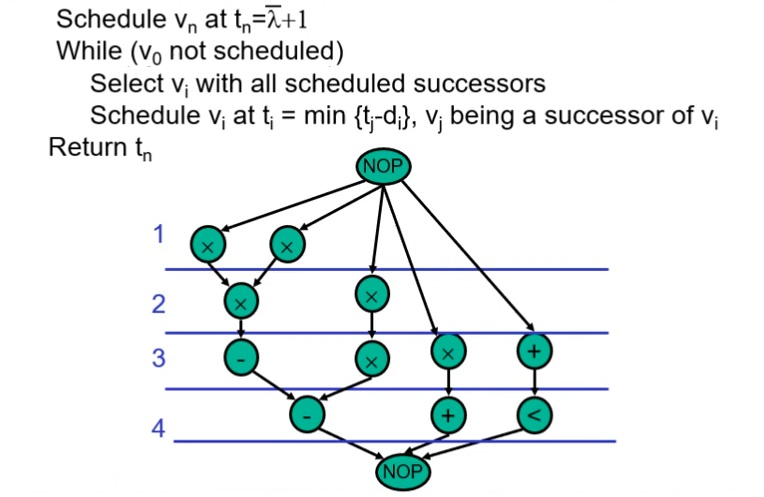 Schedule vₙ at tₙ=λ̅+1
While (v₀ not scheduled)
Select vᵢ with all scheduled successors
Schedule vᵢ at tᵢ = min {tⱼ-dᵢ}, vⱼ being a successor of vᵢ
Return tₙ
NOP
1
× ×
2
× ×
3
- × × +
4
- + <
NOP